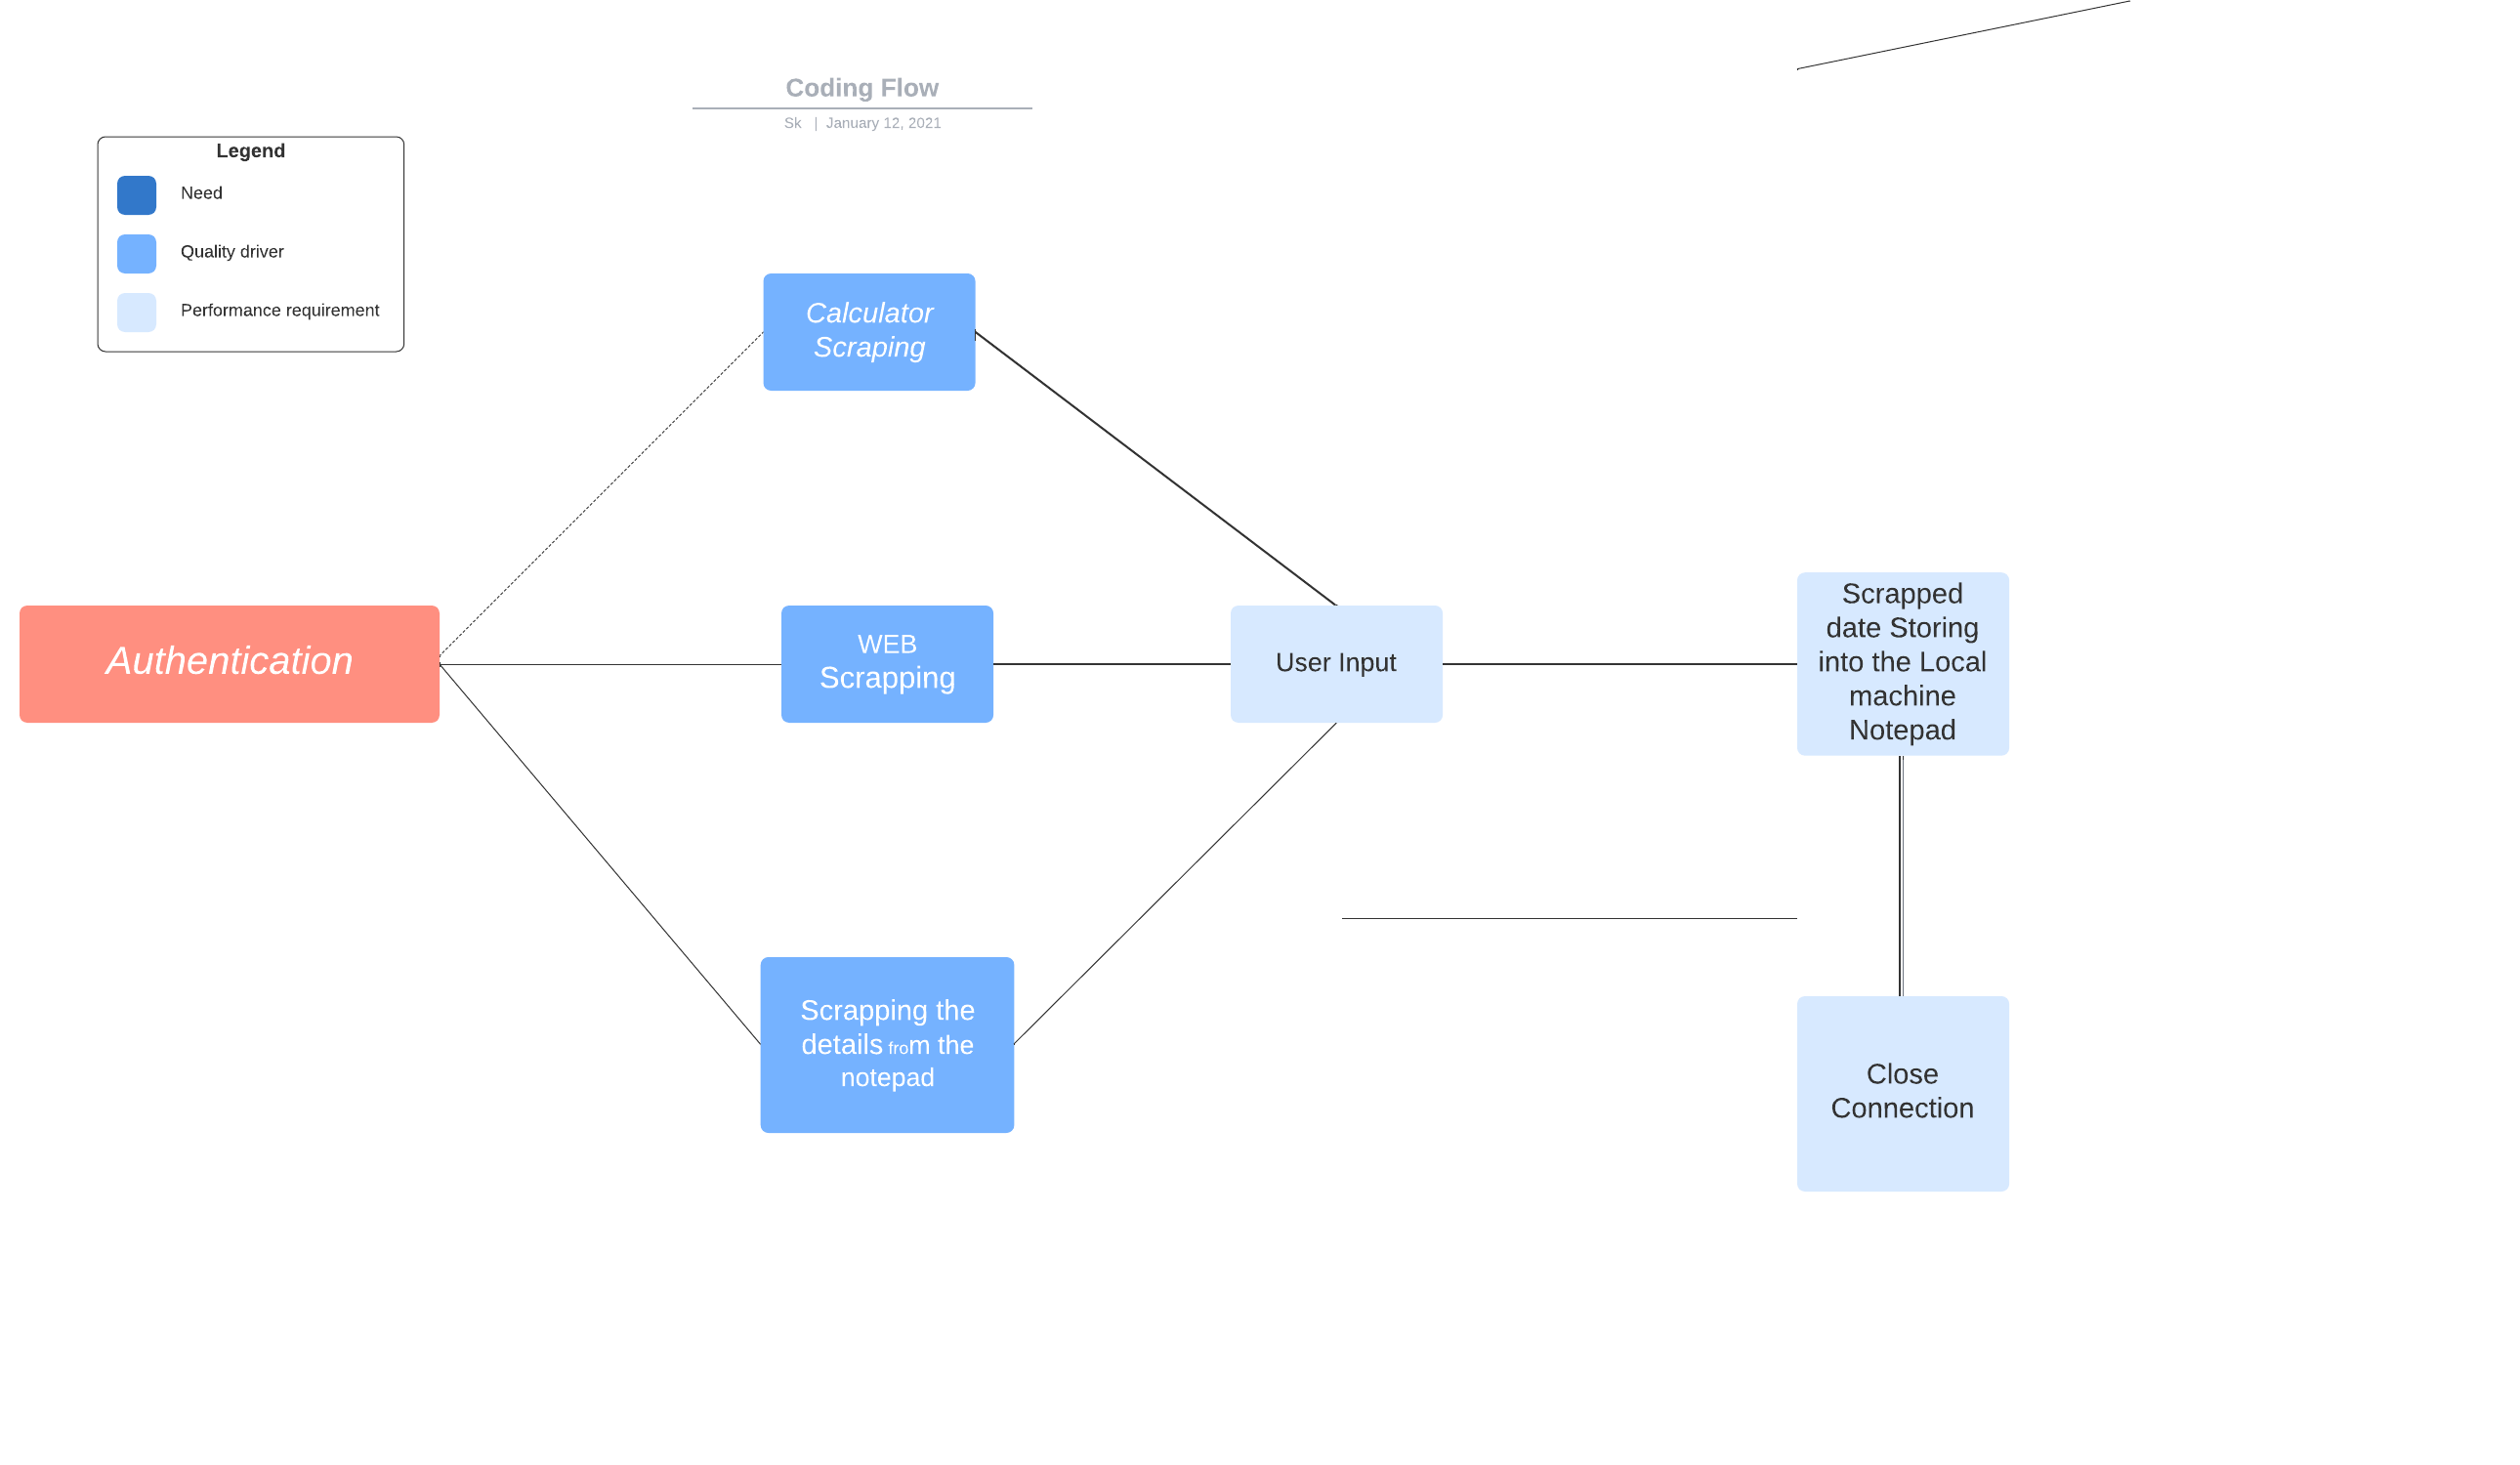 Coding Flow
Sk | January 12, 2021
Legend
Need
Quality driver
Performance requirement
Calculator
Scraping
Authentication
WEB
Scrapping
User Input
Scrapped
date Storing
into the Local
machine
Notepad
Scrapping the
details from the
notepad
Close
Connection